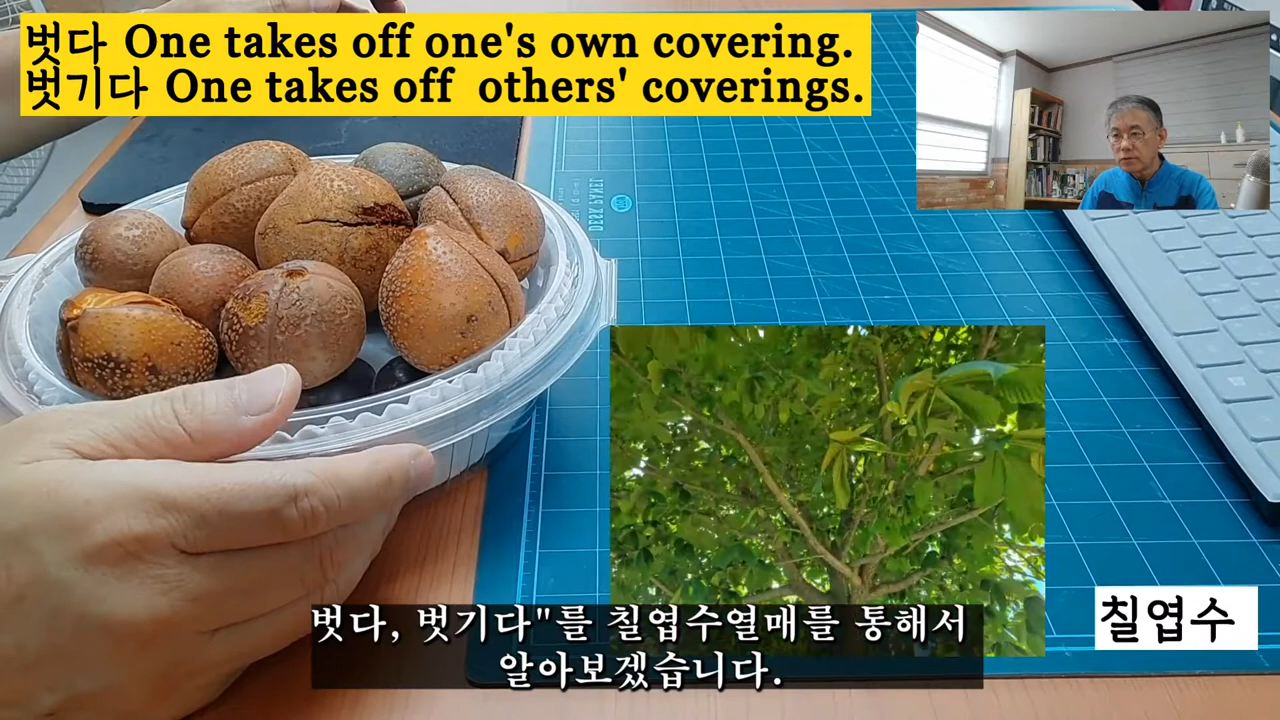 벗다 One takes off one's own covering.
벗기다 One takes off others' coverings.
DESK PANEL
칠엽수
벗다, 벗기다"를 칠엽수열매를 통해서
알아보겠습니다.